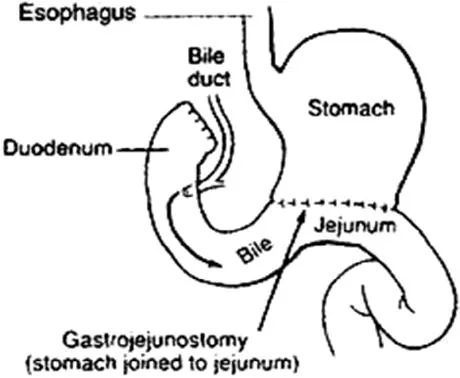 Esophagus
Bile
duct
Stomach
Duodenum
Jejunum
Bile
Gastrojejunostomy
(stomach joined to jejunum)